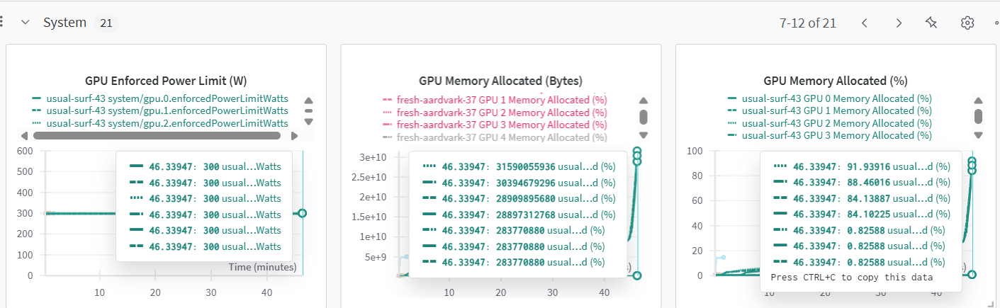 System 21
7-12 of 21
GPU Enforced Power Limit (W)
usual-surf-43 system/gpu.0.enforcedPowerLimitWatts
usual-surf-43 system/gpu.1.enforcedPowerLimitWatts
usual-surf-43 system/gpu.2.enforcedPowerLimitWatts
600
500
400
300
200
100
0
46.33947: 300 usual...Watts
46.33947: 300 usual...Watts
46.33947: 300 usual...Watts
46.33947: 300 usual...Watts
46.33947: 300 usual...Watts
46.33947: 300 usual...Watts
Time (minutes)
10 20 30 40
GPU Memory Allocated (Bytes)
fresh-aardvark-37 GPU 1 Memory Allocated (%)
fresh-aardvark-37 GPU 2 Memory Allocated (%)
fresh-aardvark-37 GPU 3 Memory Allocated (%)
fresh-aardvark-37 GPU 4 Memory Allocated (%)
3e+10
2.5e+10
2e+10
1.5e+10
1e+10
5e+9
46.33947: 31590055936 usual...d (%)
46.33947: 30394679296 usual...d (%)
46.33947: 28909895680 usual...d (%)
46.33947: 28897312768 usual...d (%)
46.33947: 283770880 usual...d (%)
46.33947: 283770880 usual...d (%)
46.33947: 283770880 usual...d (%)
10 20 30 40
GPU Memory Allocated (%)
usual-surf-43 GPU 0 Memory Allocated (%)
usual-surf-43 GPU 1 Memory Allocated (%)
usual-surf-43 GPU 2 Memory Allocated (%)
usual-surf-43 GPU 3 Memory Allocated (%)
100
80
60
40
20
0
46.33947: 91.93916 usual...d (%)
46.33947: 88.46016 usual...d (%)
46.33947: 84.13887 usual...d (%)
46.33947: 84.10225 usual...d (%)
46.33947: 0.82588 usual...d (%)
46.33947: 0.82588 usual...d (%)
46.33947: 0.82588 usual...d (%)
Press CTRL+C to copy this data
10 20 30 40